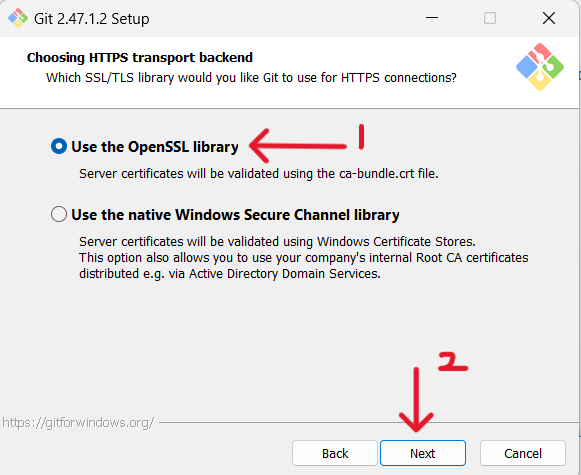 Git 2.47.1.2 Setup
Choosing HTTPS transport backend
Which SSL/TLS library would you like Git to use for HTTPS connections?
1
Use the OpenSSL library
Server certificates will be validated using the ca-bundle.crt file.
Use the native Windows Secure Channel library
Server certificates will be validated using Windows Certificate Stores.
This option also allows you to use your company's internal Root CA certificates
distributed e.g. via Active Directory Domain Services.
2
https://gitforwindows.org/
Back Next Cancel